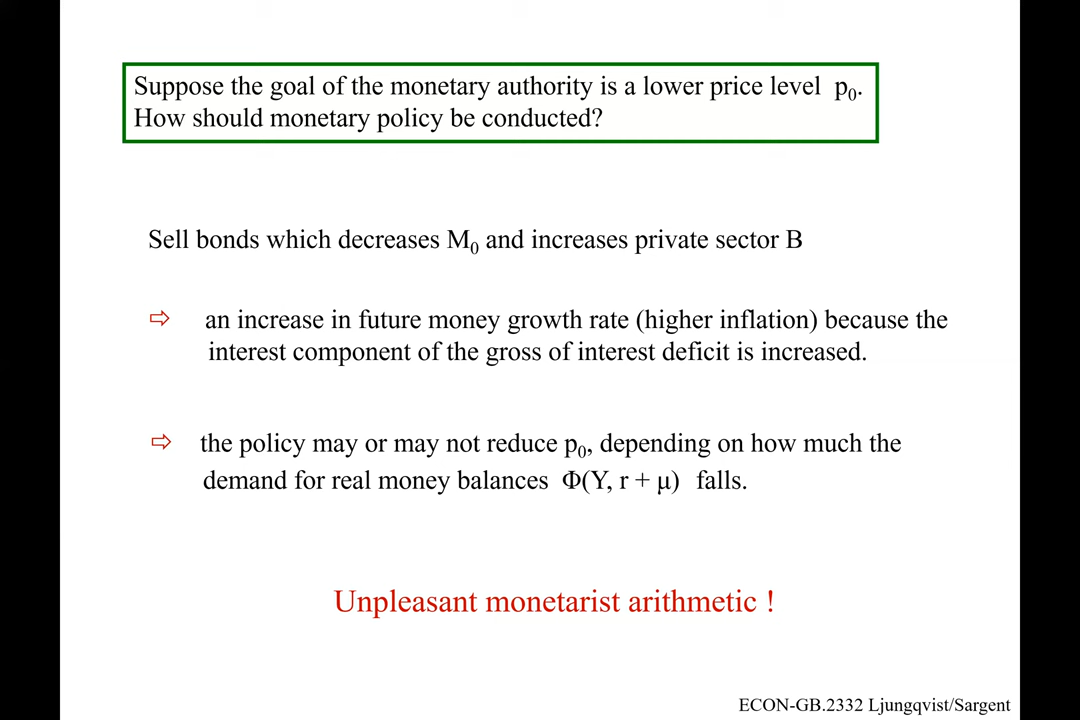 Suppose the goal of the monetary authority is a lower price level p₀.
How should monetary policy be conducted?
Sell bonds which decreases M₀ and increases private sector B
⇨ an increase in future money growth rate (higher inflation) because the
interest component of the gross of interest deficit is increased.
⇨ the policy may or may not reduce p₀, depending on how much the
demand for real money balances Φ(Y, r + μ) falls.
Unpleasant monetarist arithmetic !
ECON-GB.2332 Ljungqvist/Sargent